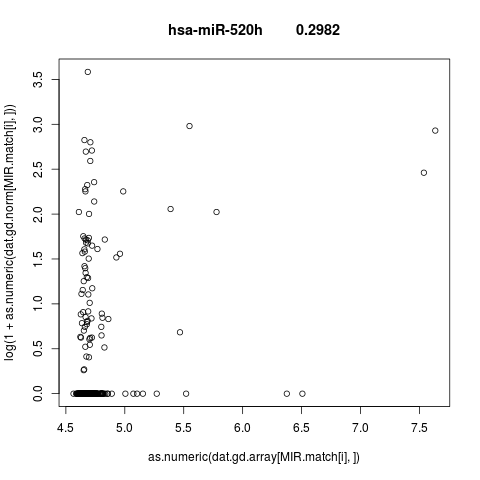 hsa-miR-520h 0.2982
log(1 + as.numeric(dat.gd.norm[MIR.match[i], ]))
3.5
3.0
2.5
2.0
1.5
1.0
0.5
0.0
4.5 5.0 5.5 6.0 6.5 7.0 7.5
as.numeric(dat.gd.array[MIR.match[i], ])